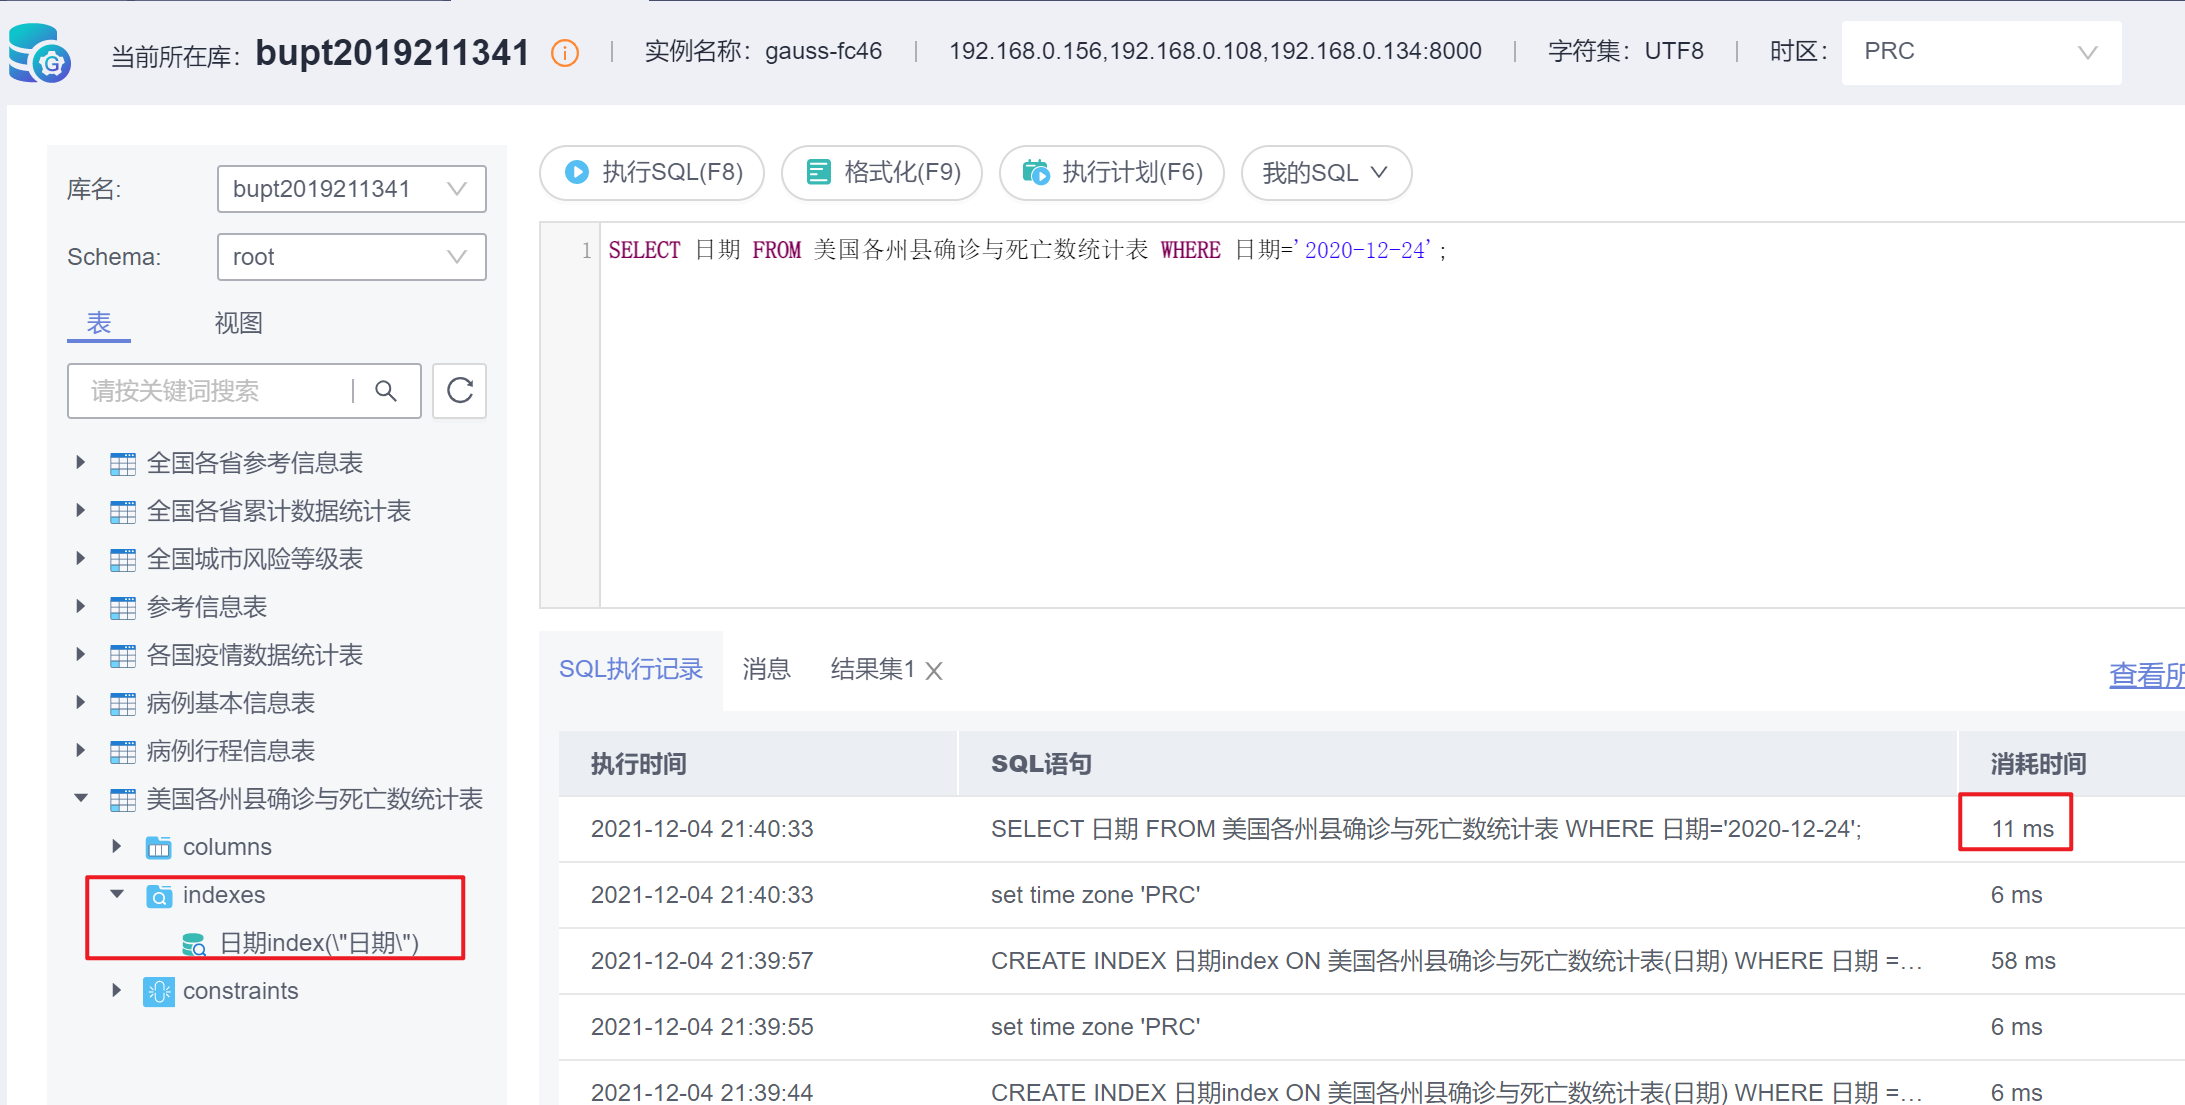 当前所在库：bupt2019211341 实例名称：gauss-fc46 192.168.0.156,192.168.0.108,192.168.0.134:8000 字符集：UTF8 时区：PRC
库名: bupt2019211341
Schema: root
表 视图
请按关键词搜索
全国各省参考信息表
全国各省累计数据统计表
全国城市风险等级表
参考信息表
各国疫情数据统计表
病例基本信息表
病例行程信息表
美国各州县确诊与死亡数统计表
columns
indexes
日期index(\"日期\")
constraints
执行SQL(F8) 格式化(F9) 执行计划(F6) 我的SQL
1 SELECT 日期 FROM 美国各州县确诊与死亡数统计表 WHERE 日期='2020-12-24';
SQL执行记录 消息 结果集1 X 查看所
执行时间 SQL语句 消耗时间
2021-12-04 21:40:33 SELECT 日期 FROM 美国各州县确诊与死亡数统计表 WHERE 日期='2020-12-24'; 11 ms
2021-12-04 21:40:33 set time zone 'PRC' 6 ms
2021-12-04 21:39:57 CREATE INDEX 日期index ON 美国各州县确诊与死亡数统计表(日期) WHERE 日期 =... 58 ms
2021-12-04 21:39:55 set time zone 'PRC' 6 ms
2021-12-04 21:39:44 CREATE INDEX 日期index ON 美国各州县确诊与死亡数统计表(日期) WHERE 日期 =... 6 ms